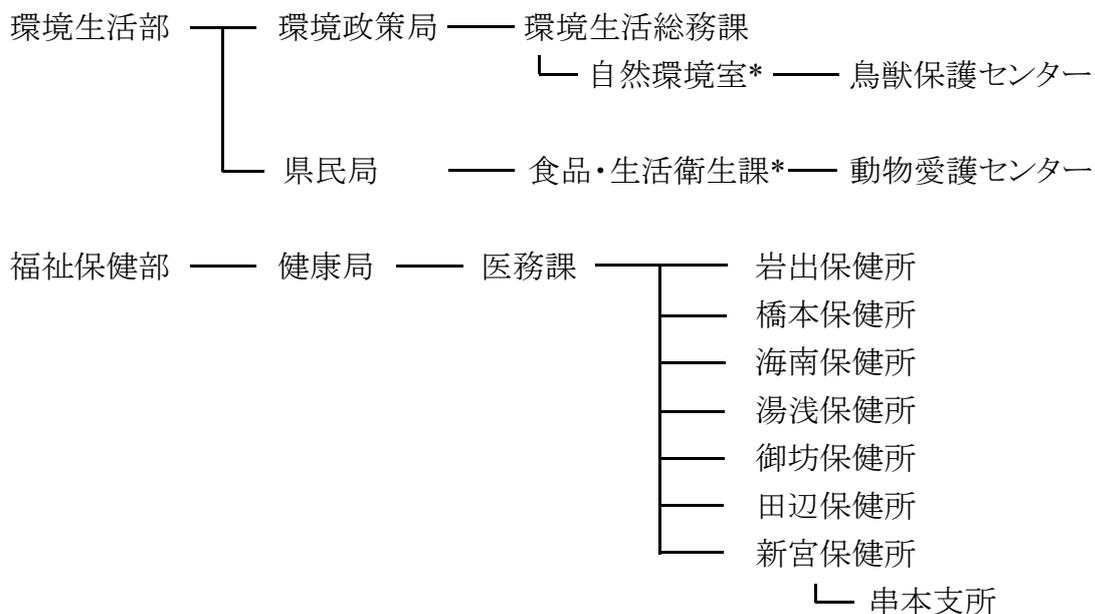 環境生活部 環境政策局 環境生活総務課
自然環境室* 鳥獣保護センター
県民局 食品・生活衛生課* 動物愛護センター
福祉保健部 健康局 医務課 岩出保健所
橋本保健所
海南保健所
湯浅保健所
御坊保健所
田辺保健所
新宮保健所
串本支所